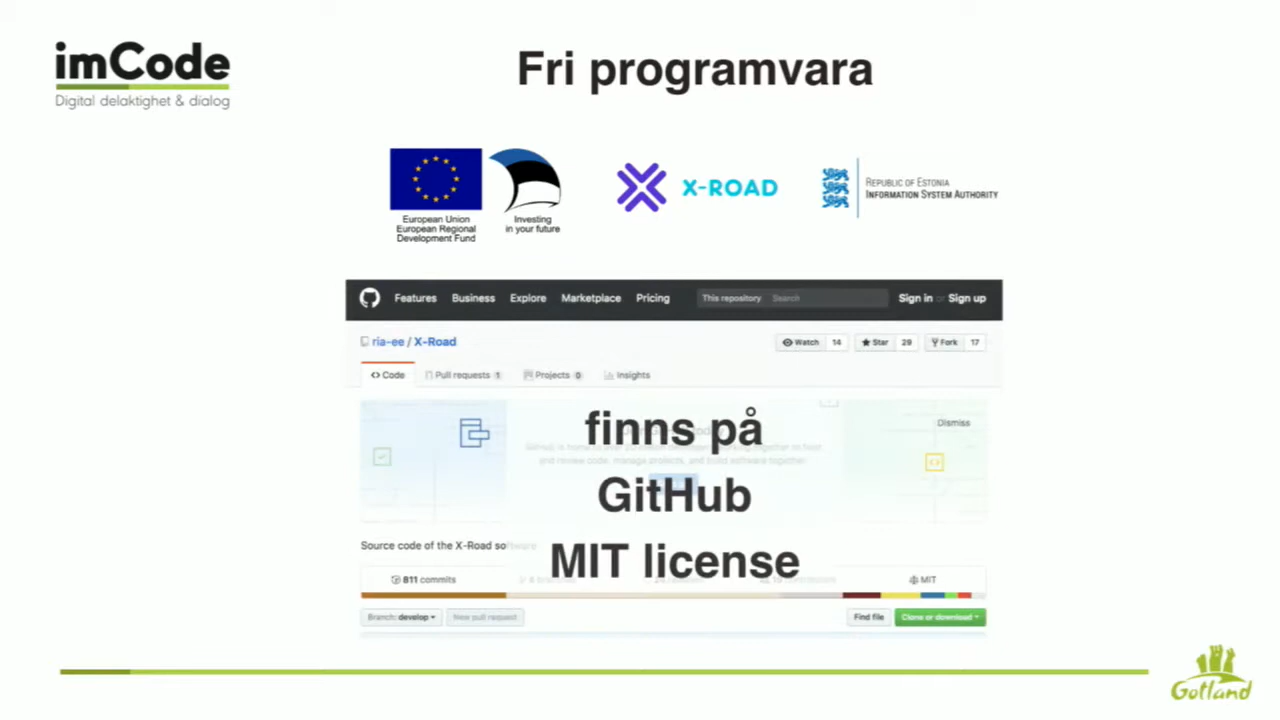 imCode
Digital delaktighet & dialog
Fri programvara
European Union
European Regional
Development Fund
Investing
in your future
X-ROAD
REPUBLIC OF ESTONIA
INFORMATION SYSTEM AUTHORITY
Features Business Explore Marketplace Pricing This repository Search Sign in or Sign up
ria-ee / X-Road Watch 14 Star 29 Fork 17
Code Pull requests 1 Projects 0 Insights
Dismiss
finns på
GitHub
MIT license
Source code of the X-Road software
811 commits MIT
Branch: develop New pull request Find file Clone or download
Gotland